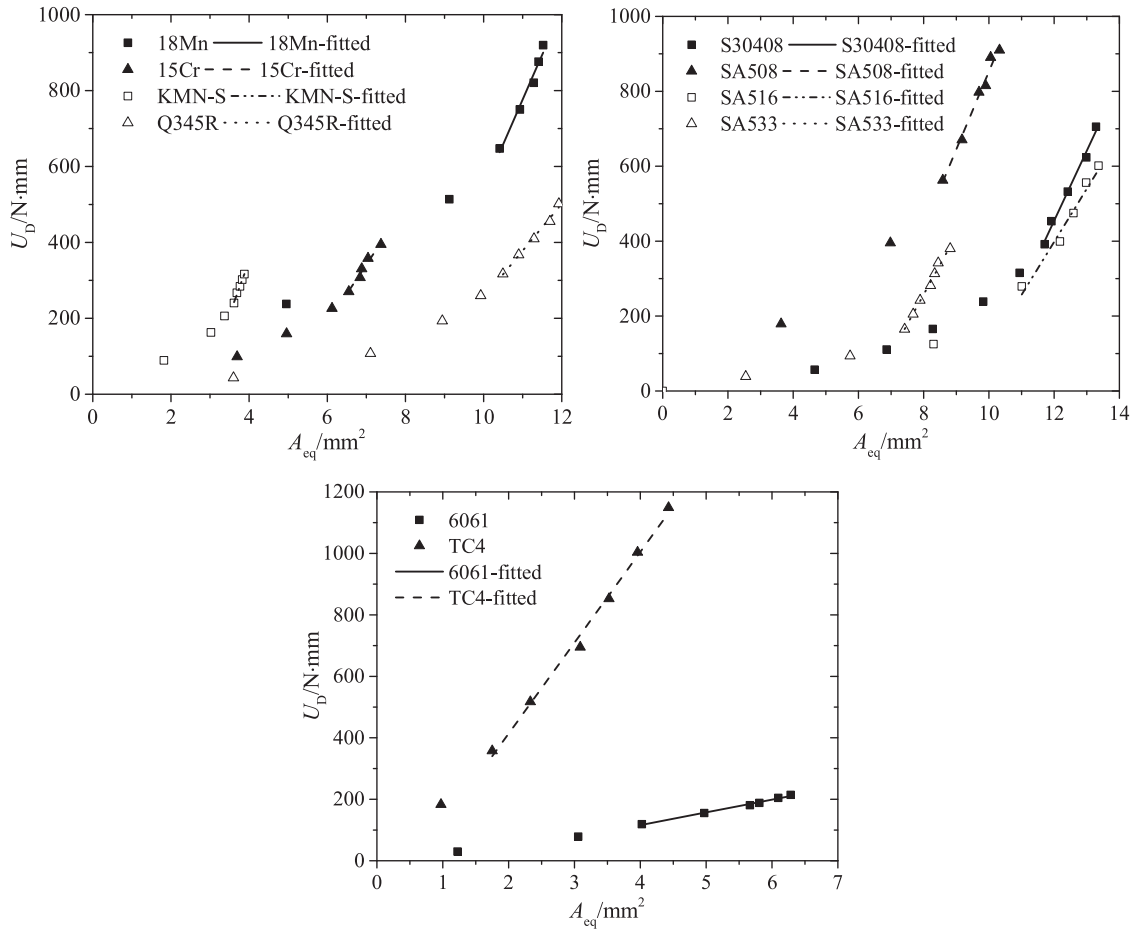 1000
800
600
400
200
0
U_D/N·mm
18Mn 18Mn-fitted
15Cr 15Cr-fitted
KMN-S KMN-S-fitted
Q345R Q345R-fitted
0 2 4 6 8 10 12
A_eq/mm²
1000
800
600
400
200
0
U_D/N·mm
S30408 S30408-fitted
SA508 SA508-fitted
SA516 SA516-fitted
SA533 SA533-fitted
0 2 4 6 8 10 12 14
A_eq/mm²
1200
1000
800
600
400
200
0
U_D/N·mm
6061
TC4
6061-fitted
TC4-fitted
0 1 2 3 4 5 6 7
A_eq/mm²